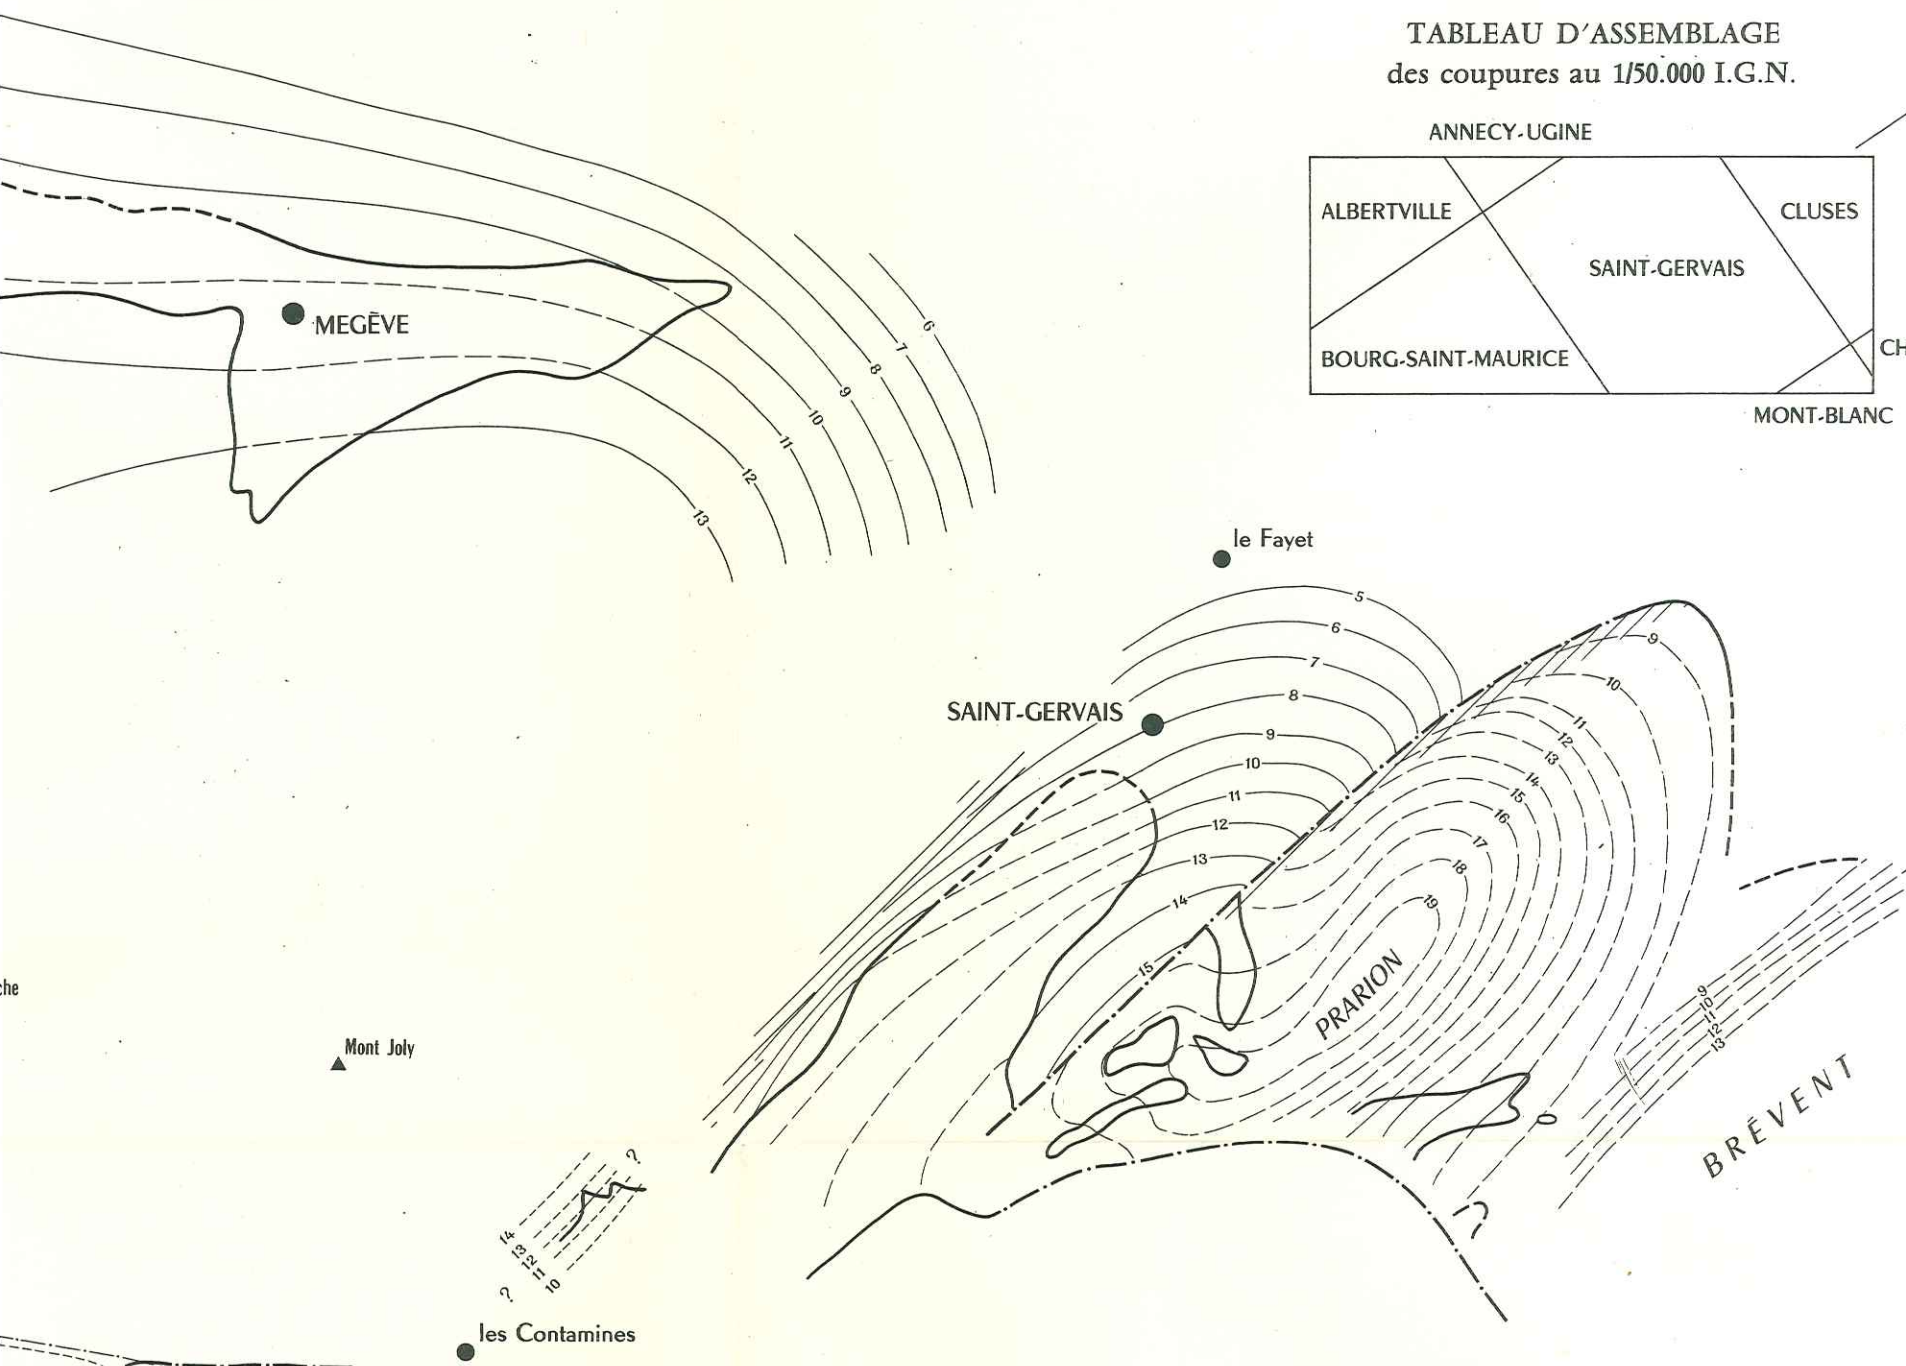 TABLEAU D'ASSEMBLAGE
des coupures au 1/50.000 I.G.N.
ANNECY-UGINE
ALBERTVILLE
CLUSES
SAINT-GERVAIS
BOURG-SAINT-MAURICE
CH
MONT-BLANC
MEGÈVE
6
7
8
9
10
11
12
13
le Fayet
5
6
7
8
9
10
11
12
13
14
15
SAINT-GERVAIS
9
10
11
12
13
14
15
16
17
18
19
PRARION
9
10
11
12
13
BRÉVENT
che
Mont Joly
?
14
13
12
11
10
?
les Contamines